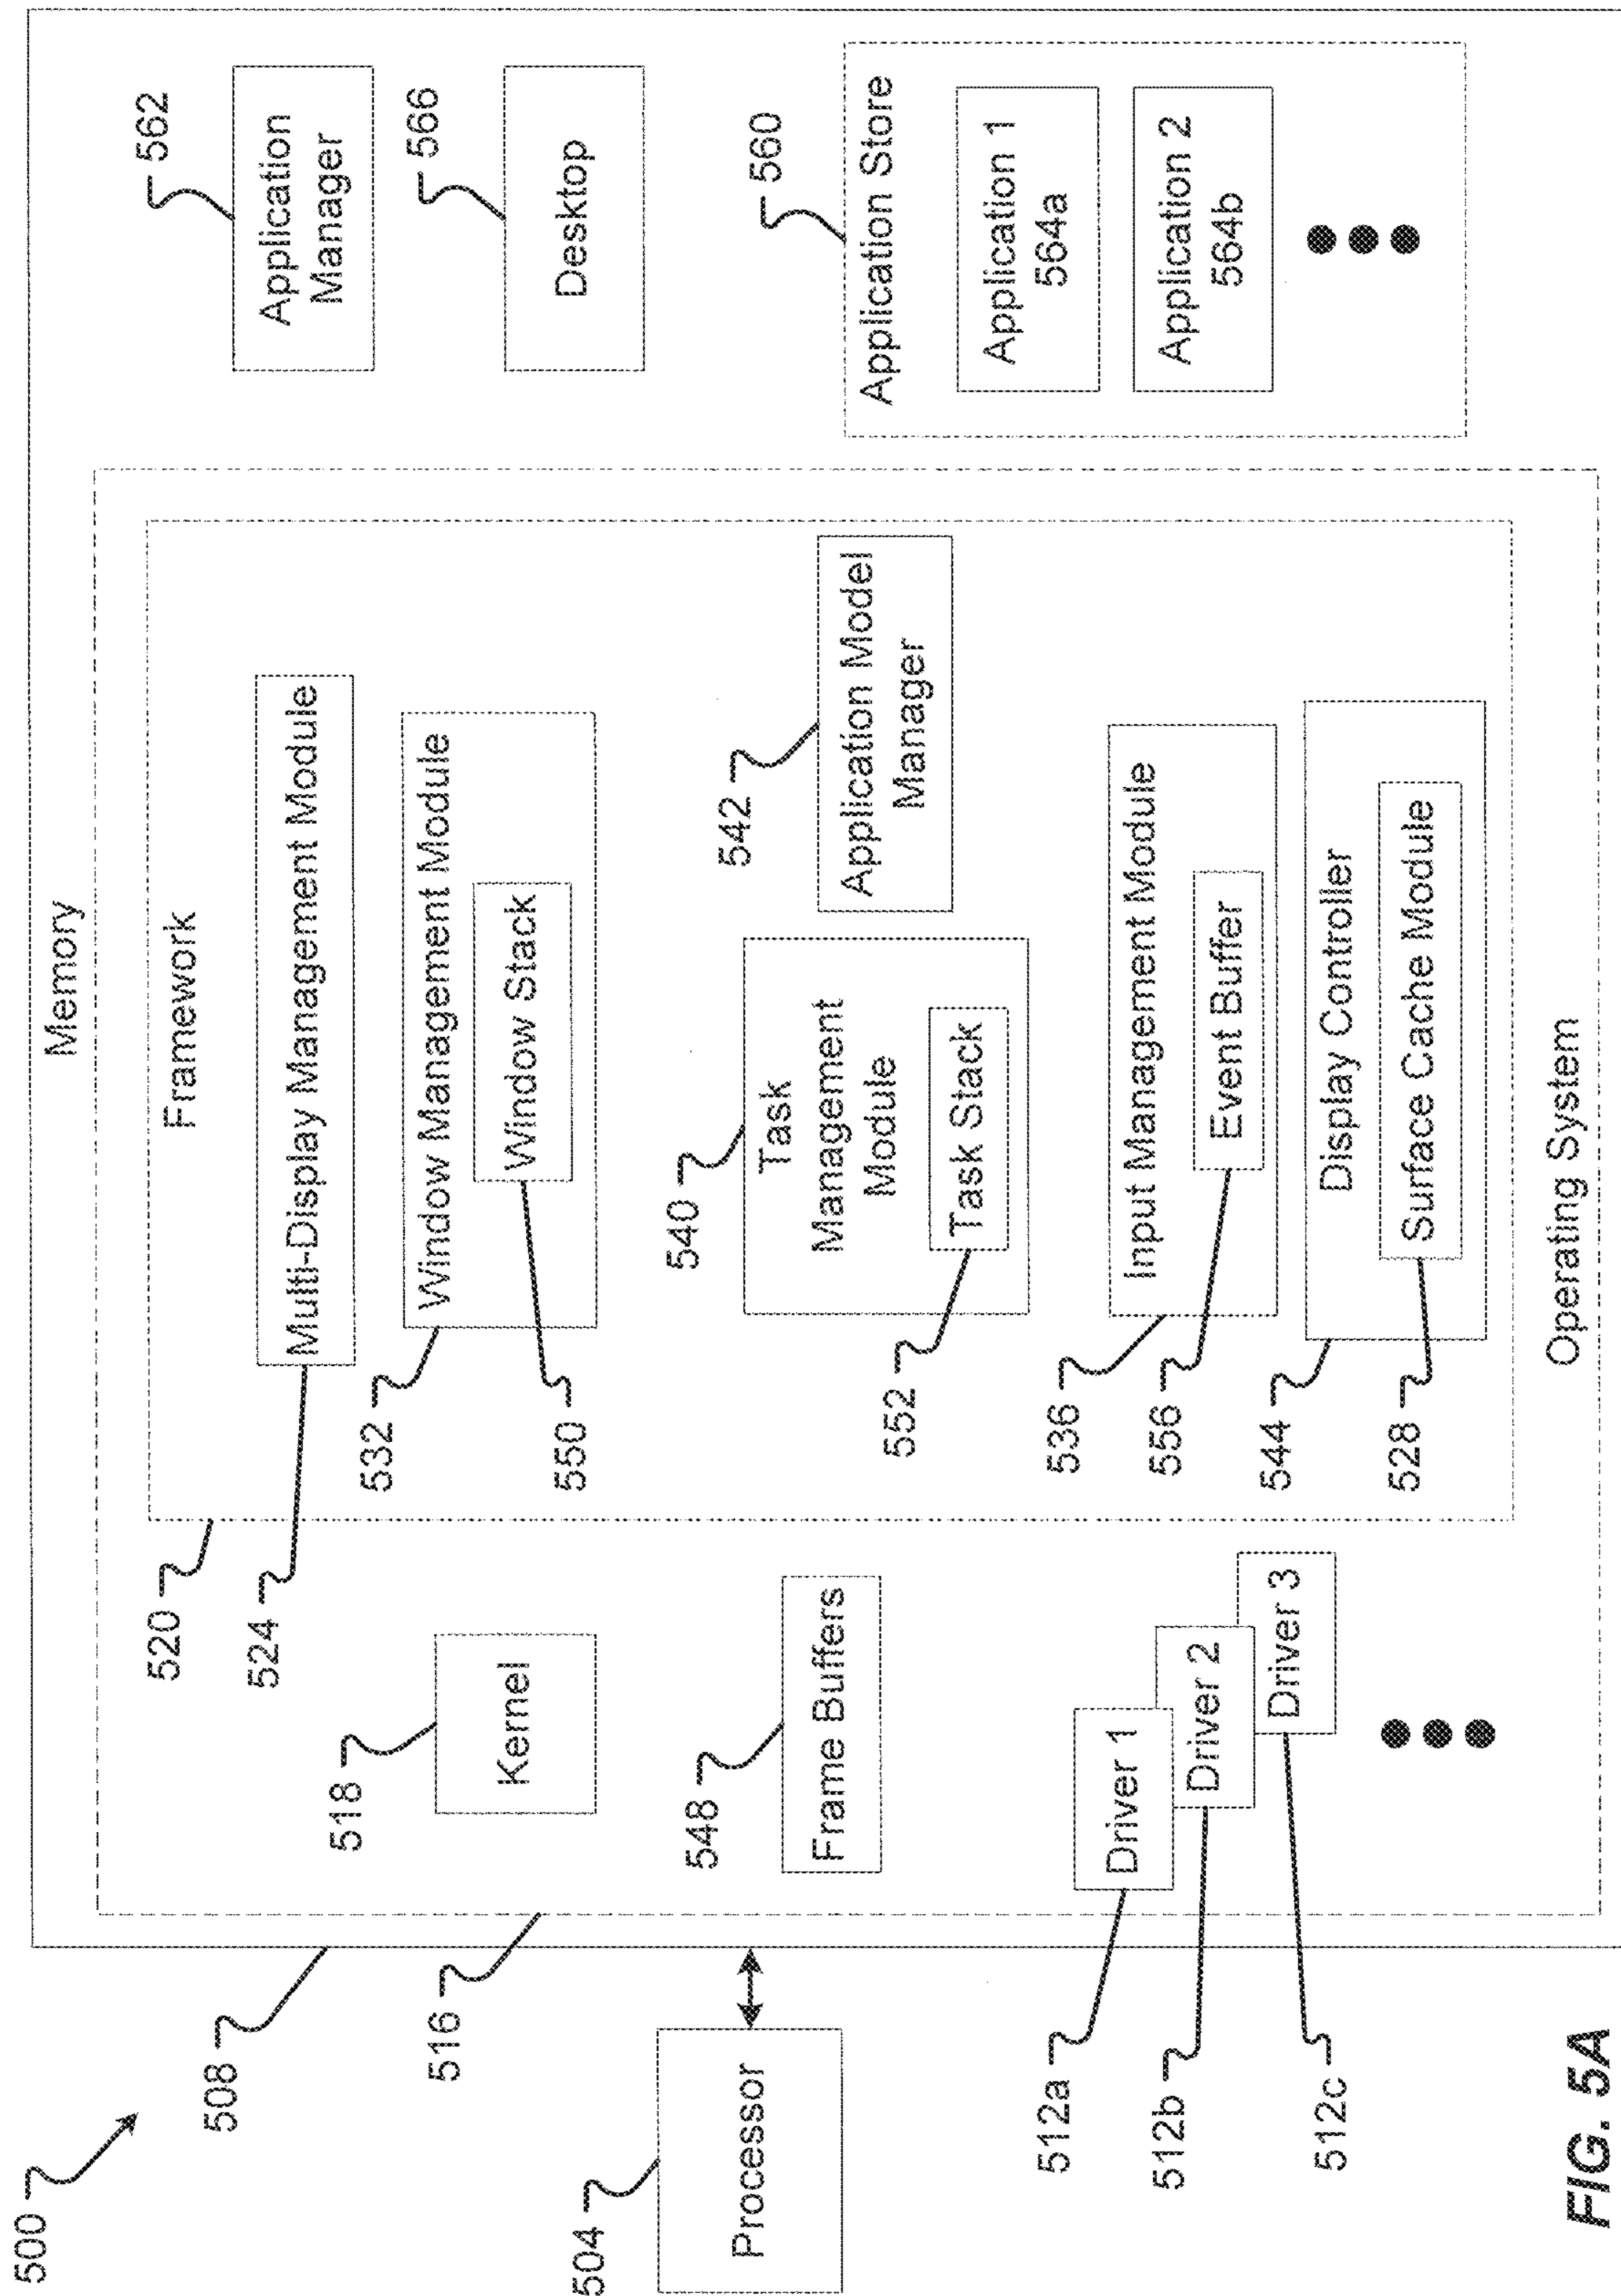 500
508
Memory
516
520
Framework
524
Multi-Display Management Module
532
Window Management Module
Window Stack
550
518
Kernel
548
Frame Buffers
540
Task
Management
Module
Task Stack
552
542
Application Model
Manager
536
Input Management Module
Event Buffer
556
544
Display Controller
Surface Cache Module
528
Operating System
504
Processor
512a
Driver 1
512b
Driver 2
512c
Driver 3
562
Application
Manager
566
Desktop
560
Application Store
Application 1
564a
Application 2
564b
FIG. 5A